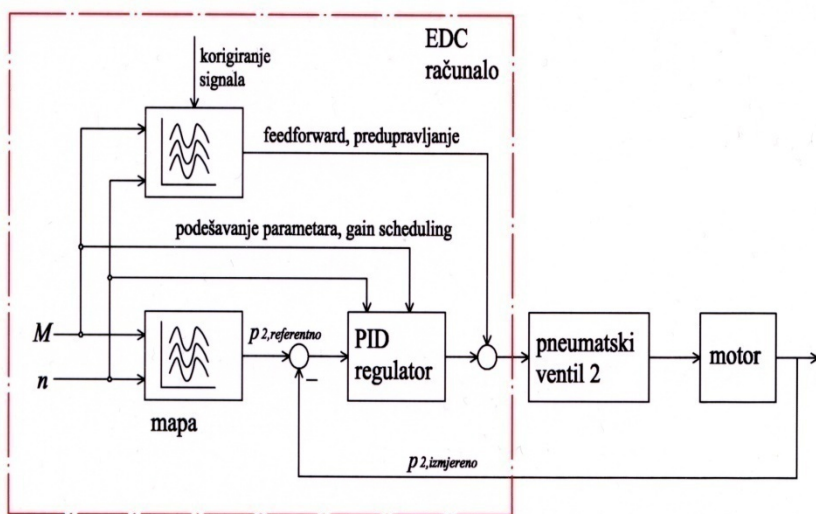 EDC
računalo
korigiranje
signala
feedforward, predupravljanje
podešavanje parametara, gain scheduling
M
n
mapa
p2,referentno
PID
regulator
pneumatski
ventil 2
motor
p2,izmjereno